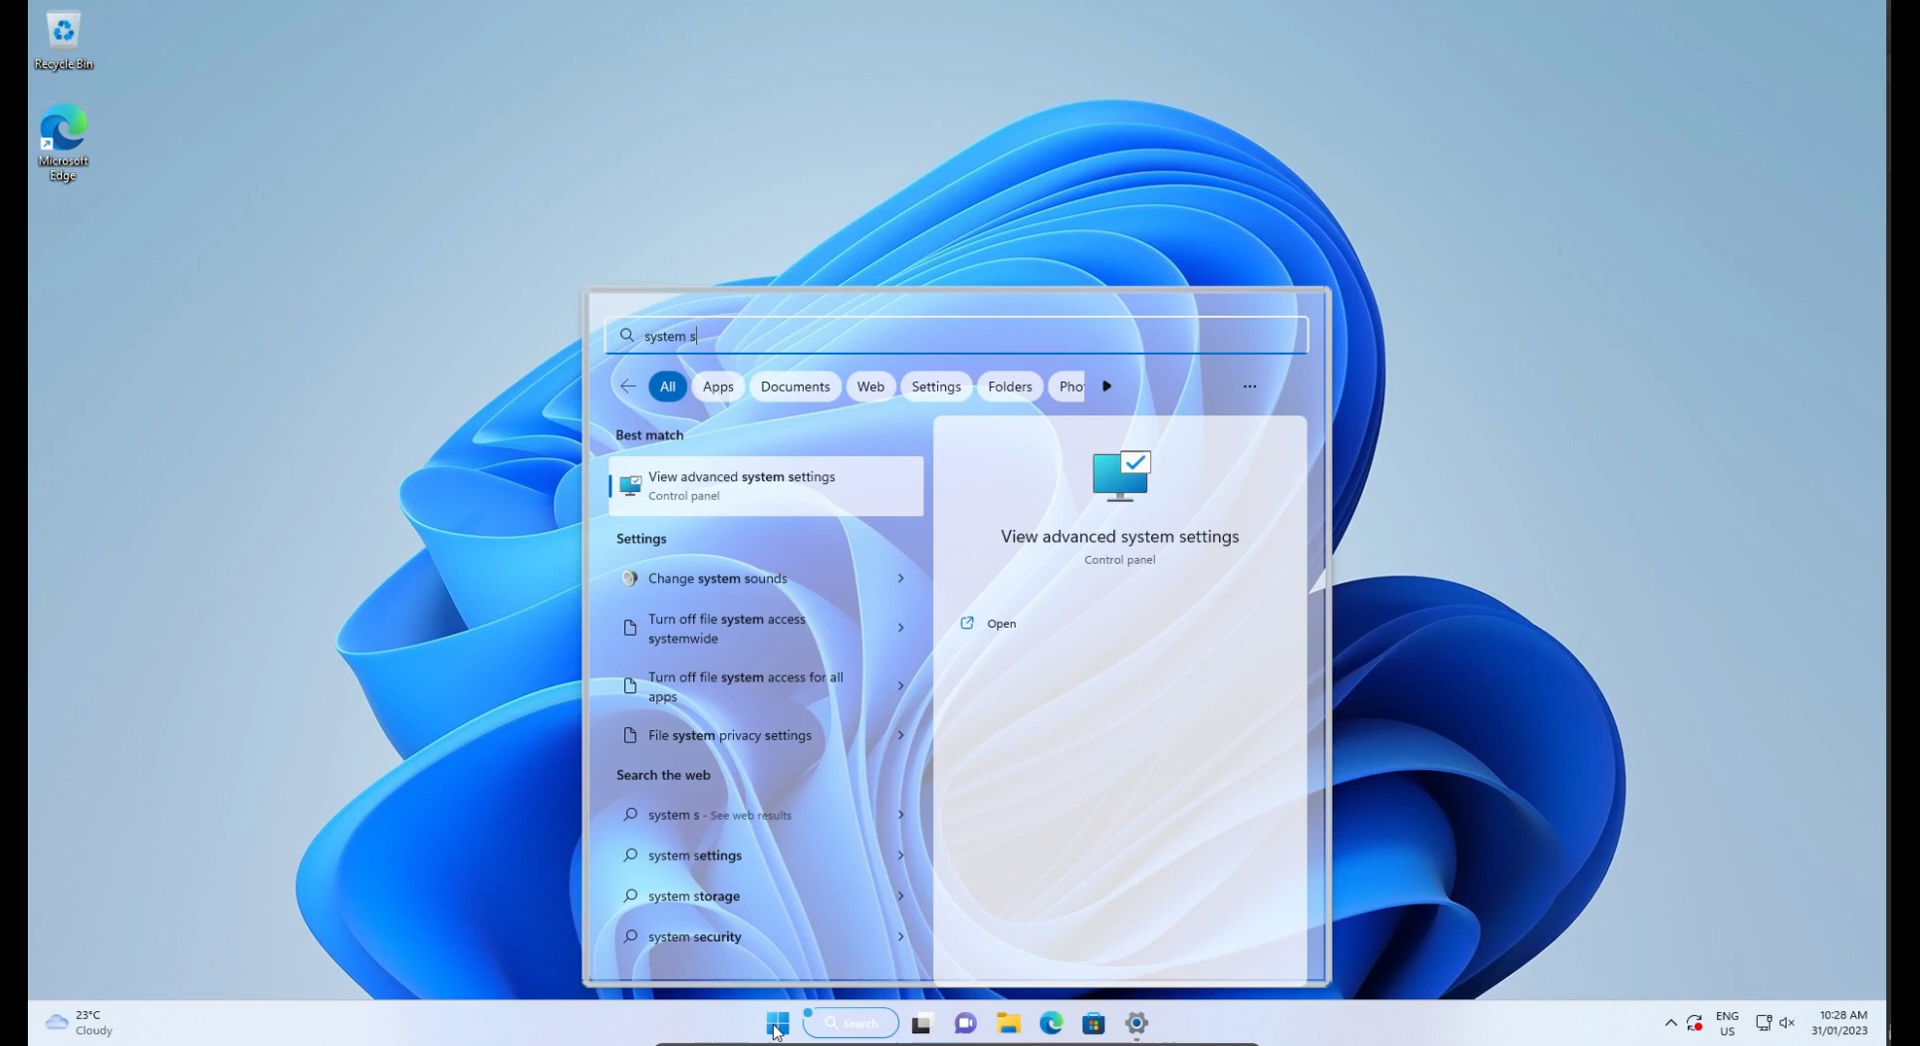 Recycle Bin
Microsoft
Edge
system s
All
Apps
Documents
Web
Settings
Folders
Pho
...
Best match
View advanced system settings
Control panel
Settings
Change system sounds
Turn off file system access
systemwide
Turn off file system access for all
apps
File system privacy settings
Search the web
system s - See web results
system settings
system storage
system security
View advanced system settings
Control panel
Open
23°C
Cloudy
Search
ENG
US
10:28 AM
31/01/2023